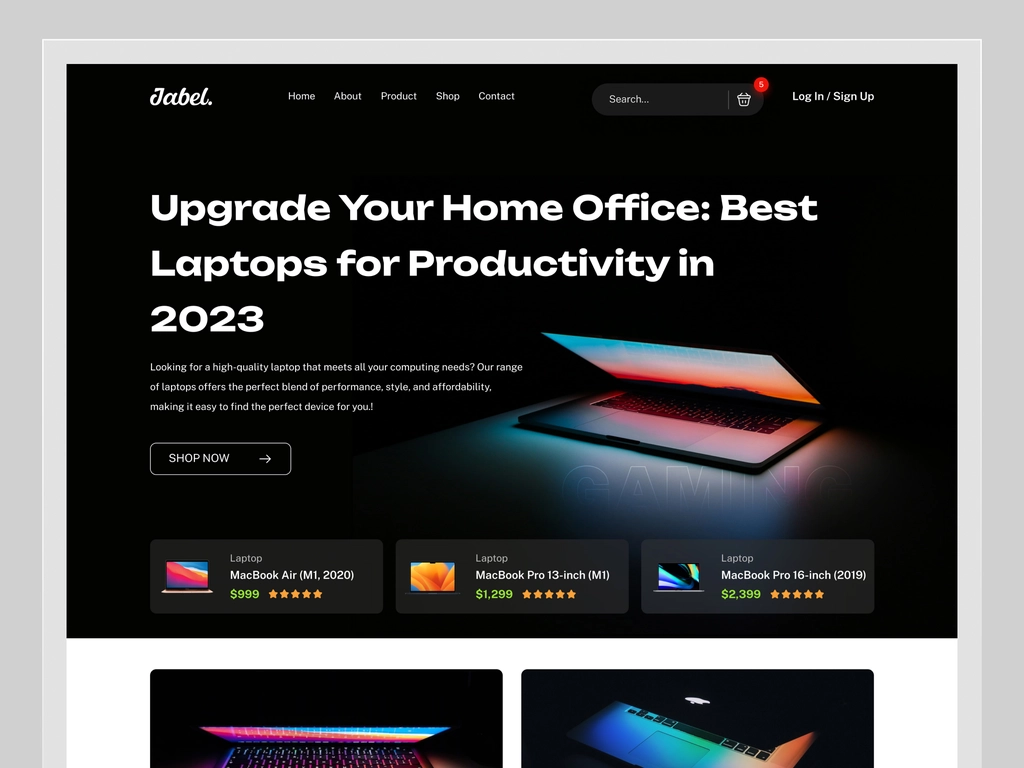 Jabel.
Home About Product Shop Contact
Search...
5
Log In / Sign Up
Upgrade Your Home Office: Best
Laptops for Productivity in
2023
Looking for a high-quality laptop that meets all your computing needs? Our range
of laptops offers the perfect blend of performance, style, and affordability,
making it easy to find the perfect device for you.!
SHOP NOW
GAMING
Laptop
MacBook Air (M1, 2020)
$999
Laptop
MacBook Pro 13-inch (M1)
$1,299
Laptop
MacBook Pro 16-inch (2019)
$2,399